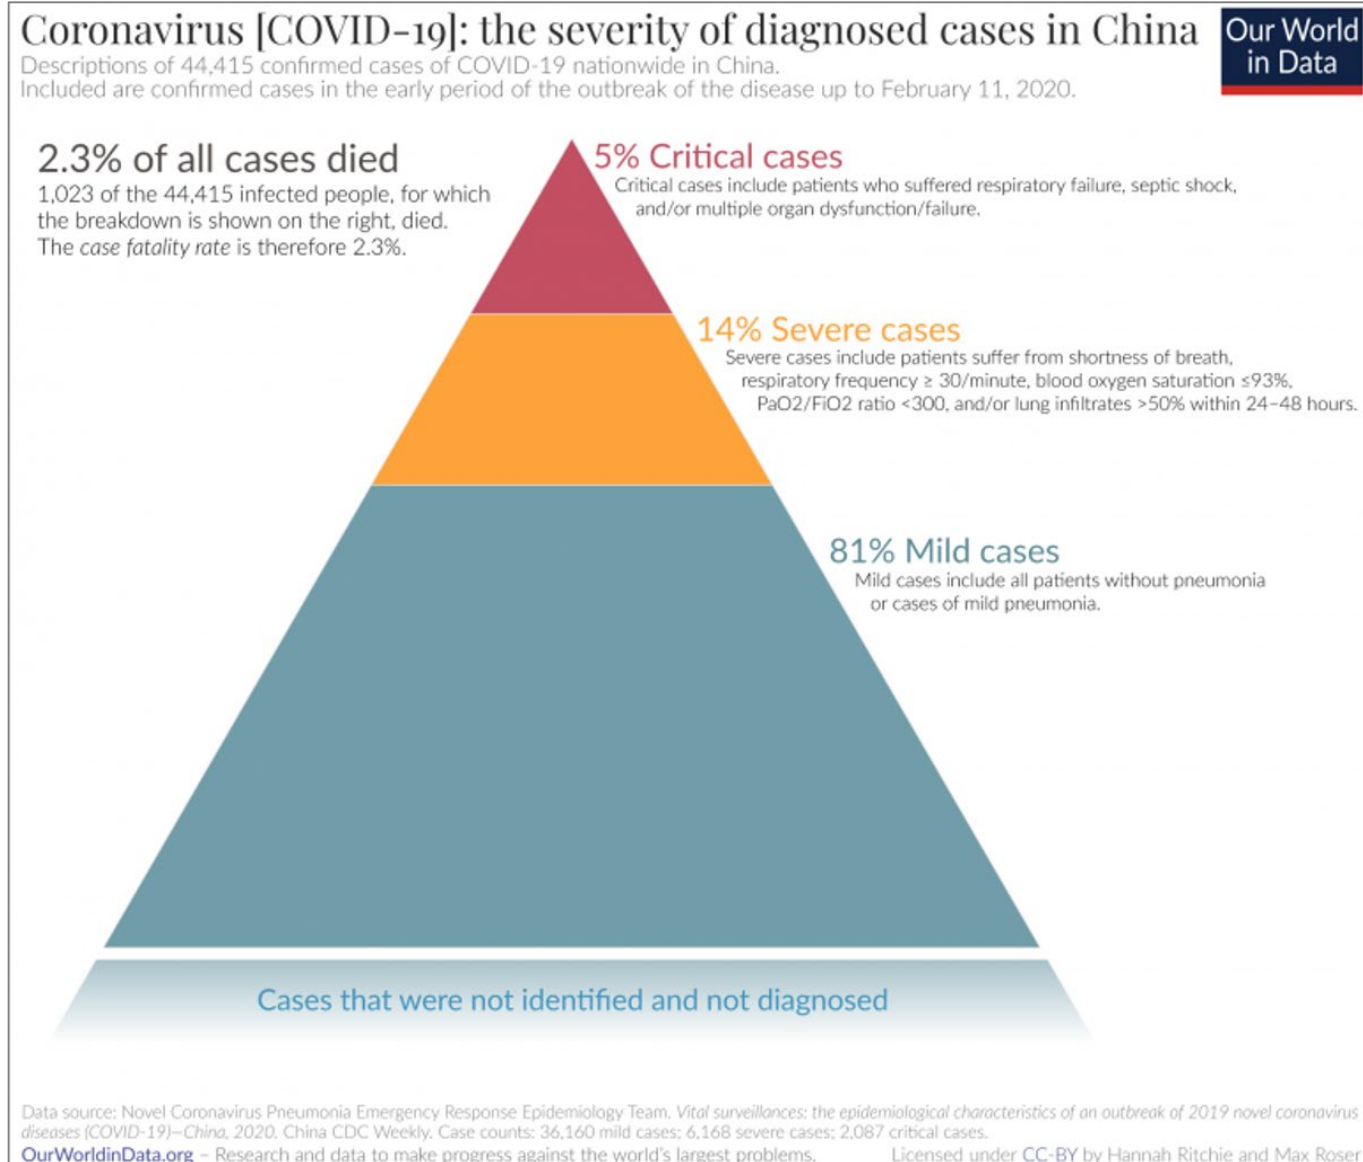 Coronavirus [COVID-19]: the severity of diagnosed cases in China
Our World
in Data
Descriptions of 44,415 confirmed cases of COVID-19 nationwide in China.
Included are confirmed cases in the early period of the outbreak of the disease up to February 11, 2020.
2.3% of all cases died
1,023 of the 44,415 infected people, for which
the breakdown is shown on the right, died.
The case fatality rate is therefore 2.3%.
5% Critical cases
Critical cases include patients who suffered respiratory failure, septic shock,
and/or multiple organ dysfunction/failure.
14% Severe cases
Severe cases include patients suffer from shortness of breath,
respiratory frequency ≥ 30/minute, blood oxygen saturation ≤93%,
PaO2/FiO2 ratio <300, and/or lung infiltrates >50% within 24–48 hours.
81% Mild cases
Mild cases include all patients without pneumonia
or cases of mild pneumonia.
Cases that were not identified and not diagnosed
Data source: Novel Coronavirus Pneumonia Emergency Response Epidemiology Team. Vital surveillances: the epidemiological characteristics of an outbreak of 2019 novel coronavirus
diseases (COVID-19)—China, 2020. China CDC Weekly. Case counts: 36,160 mild cases; 6,168 severe cases; 2,087 critical cases.
OurWorldinData.org – Research and data to make progress against the world's largest problems.
Licensed under CC-BY by Hannah Ritchie and Max Roser